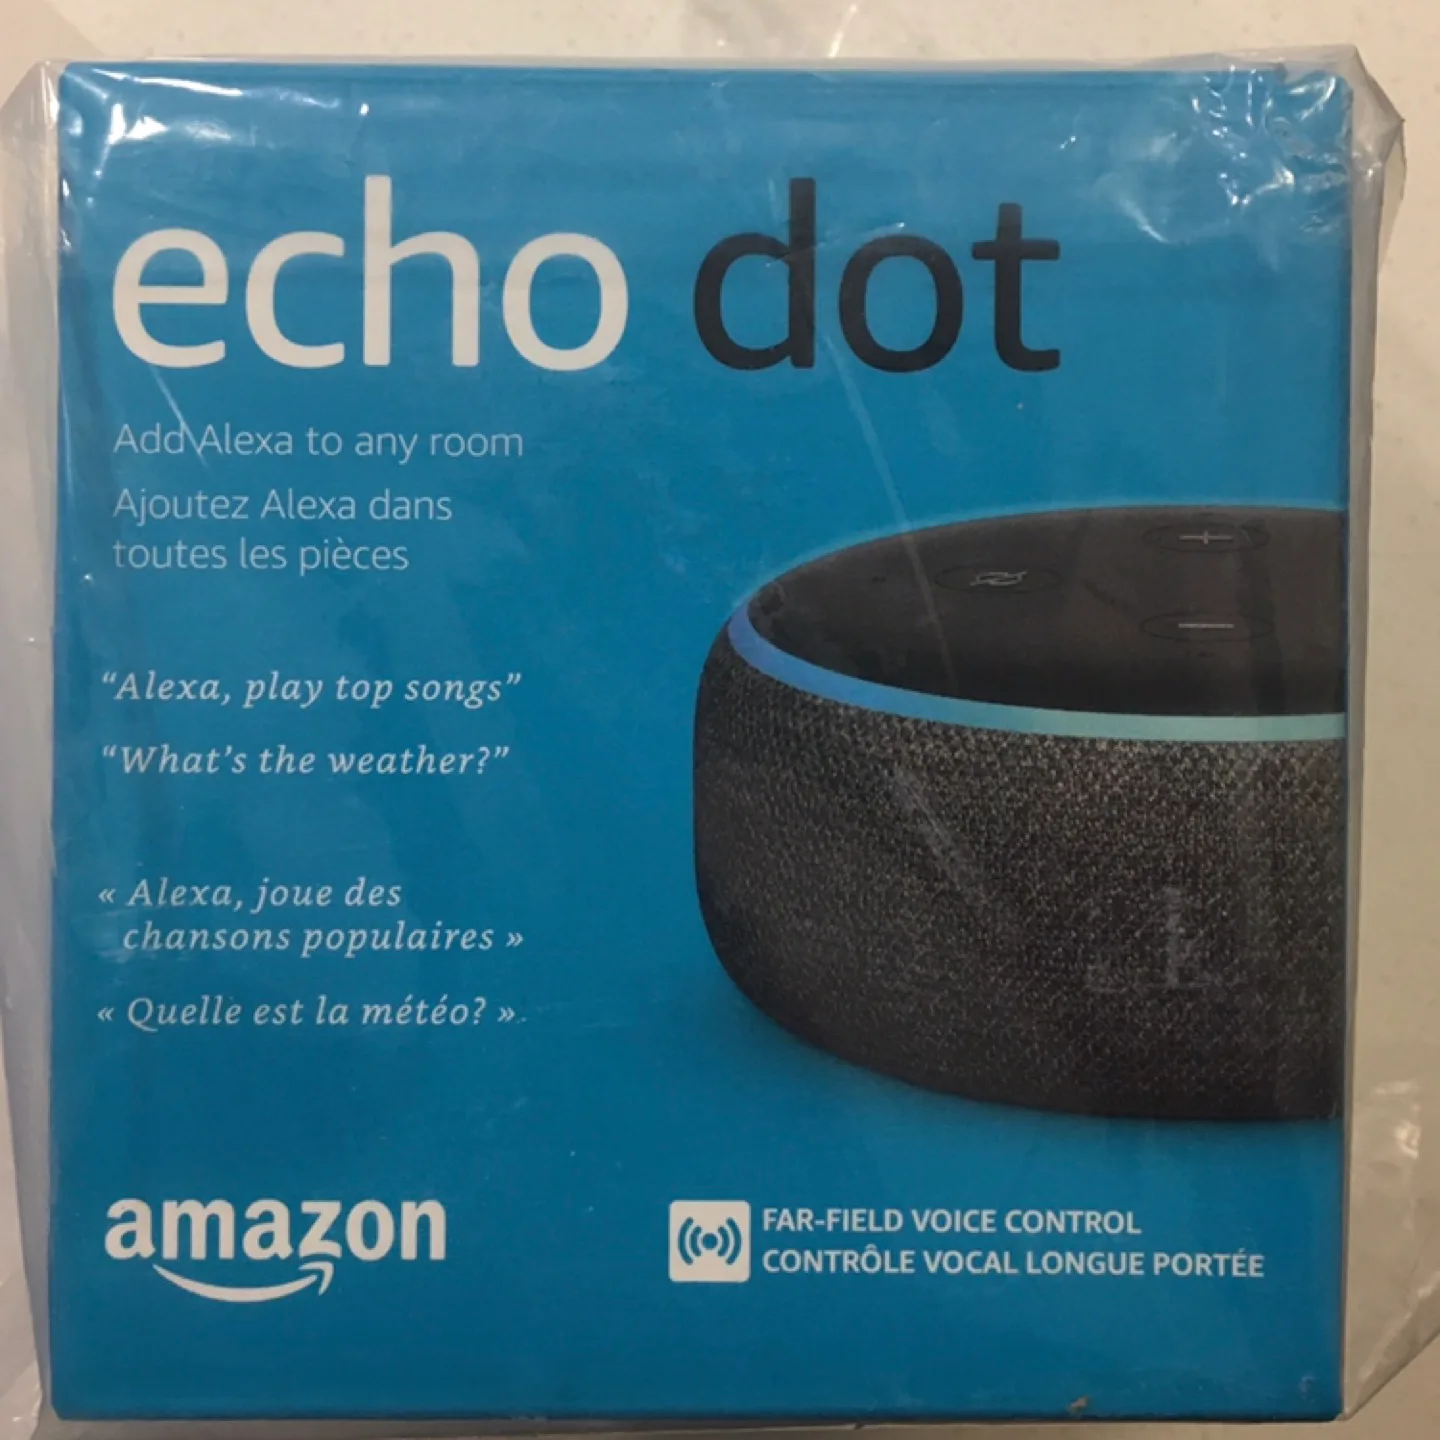 echo dot
Add Alexa to any room
Ajoutez Alexa dans
toutes les pièces
“Alexa, play top songs”
“What’s the weather?”
« Alexa, joue des
chansons populaires »
« Quelle est la météo? »
amazon
FAR-FIELD VOICE CONTROL
CONTRÔLE VOCAL LONGUE PORTÉE